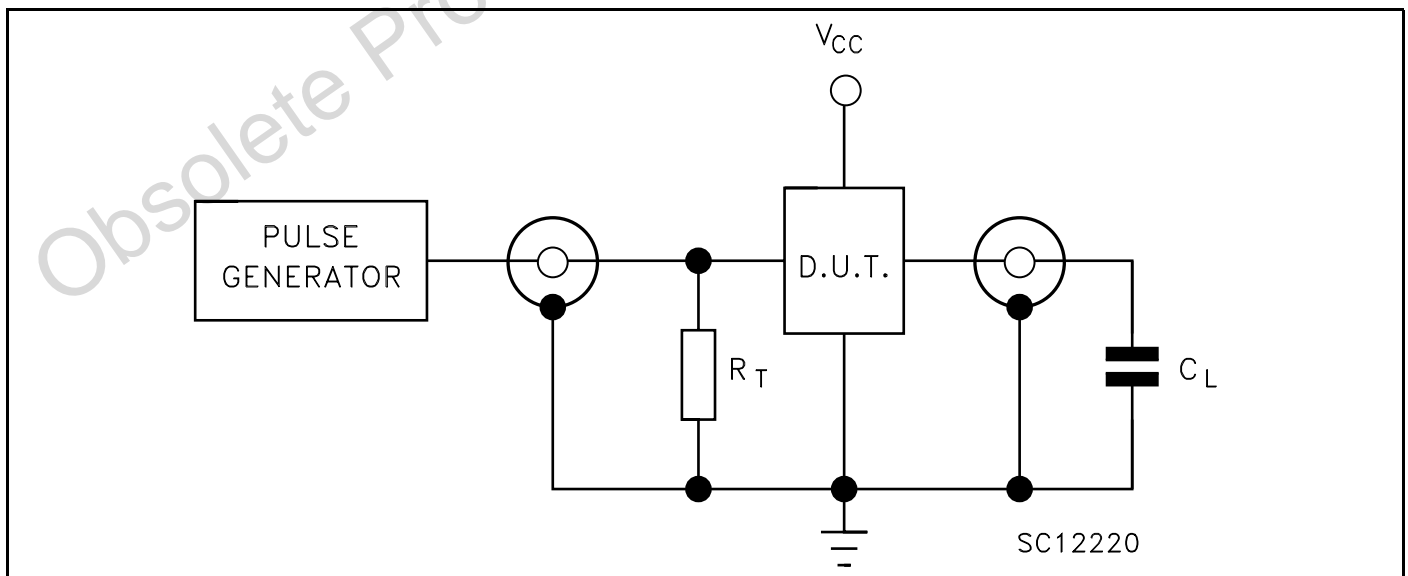 Obsolete Pro
VCC
PULSE
GENERATOR
D.U.T.
RT
CL
SC12220